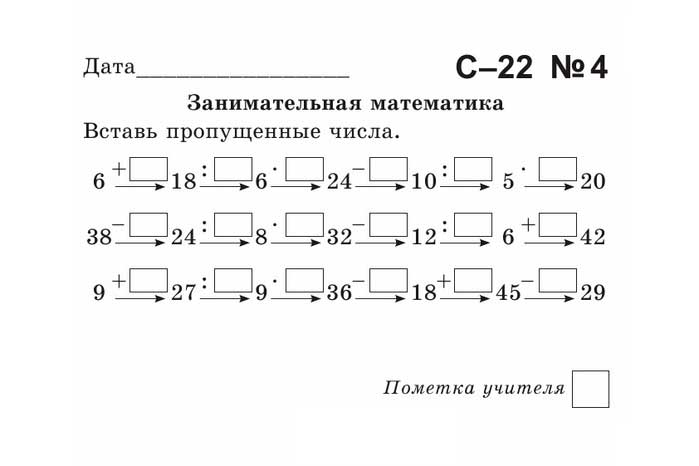 Дата________________ С–22 №4
Занимательная математика
Вставь пропущенные числа.
6 + 18 : 6 · 24 – 10 : 5 · 20
38 – 24 : 8 · 32 – 12 : 6 + 42
9 + 27 : 9 · 36 – 18 + 45 – 29
Пометка учителя